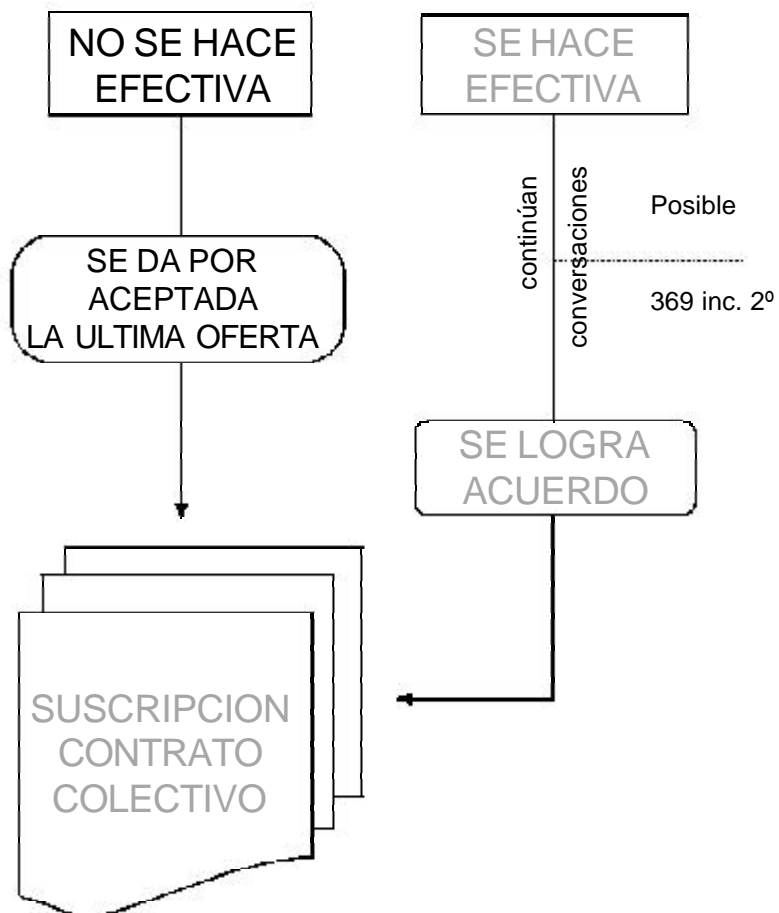 NO SE HACE
EFECTIVA
SE HACE
EFECTIVA
continúan
conversaciones
Posible
369 inc. 2º
SE DA POR
ACEPTADA
LA ULTIMA OFERTA
SE LOGRA
ACUERDO
SUSCRIPCION
CONTRATO
COLECTIVO